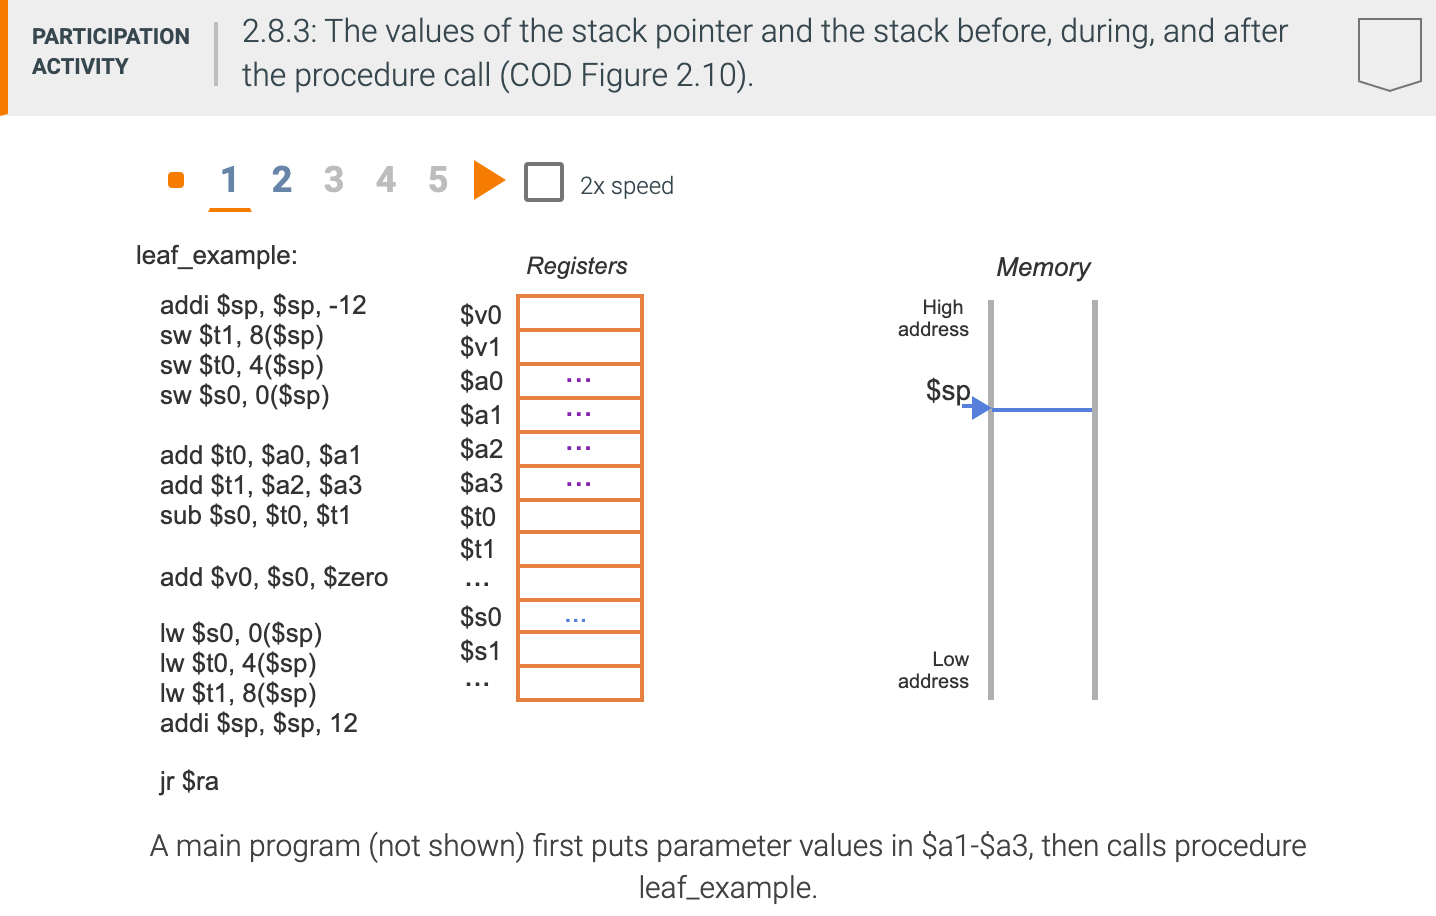 PARTICIPATION
ACTIVITY
2.8.3: The values of the stack pointer and the stack before, during, and after
the procedure call (COD Figure 2.10).
1 2 3 4 5 2x speed
leaf_example:
addi $sp, $sp, -12
sw $t1, 8($sp)
sw $t0, 4($sp)
sw $s0, 0($sp)
add $t0, $a0, $a1
add $t1, $a2, $a3
sub $s0, $t0, $t1
add $v0, $s0, $zero
lw $s0, 0($sp)
lw $t0, 4($sp)
lw $t1, 8($sp)
addi $sp, $sp, 12
jr $ra
Registers
$v0
$v1
$a0 ...
$a1 ...
$a2 ...
$a3 ...
$t0
$t1
...
$s0 ...
$s1
...
Memory
High
address
$sp
Low
address
A main program (not shown) first puts parameter values in $a1-$a3, then calls procedure
leaf_example.